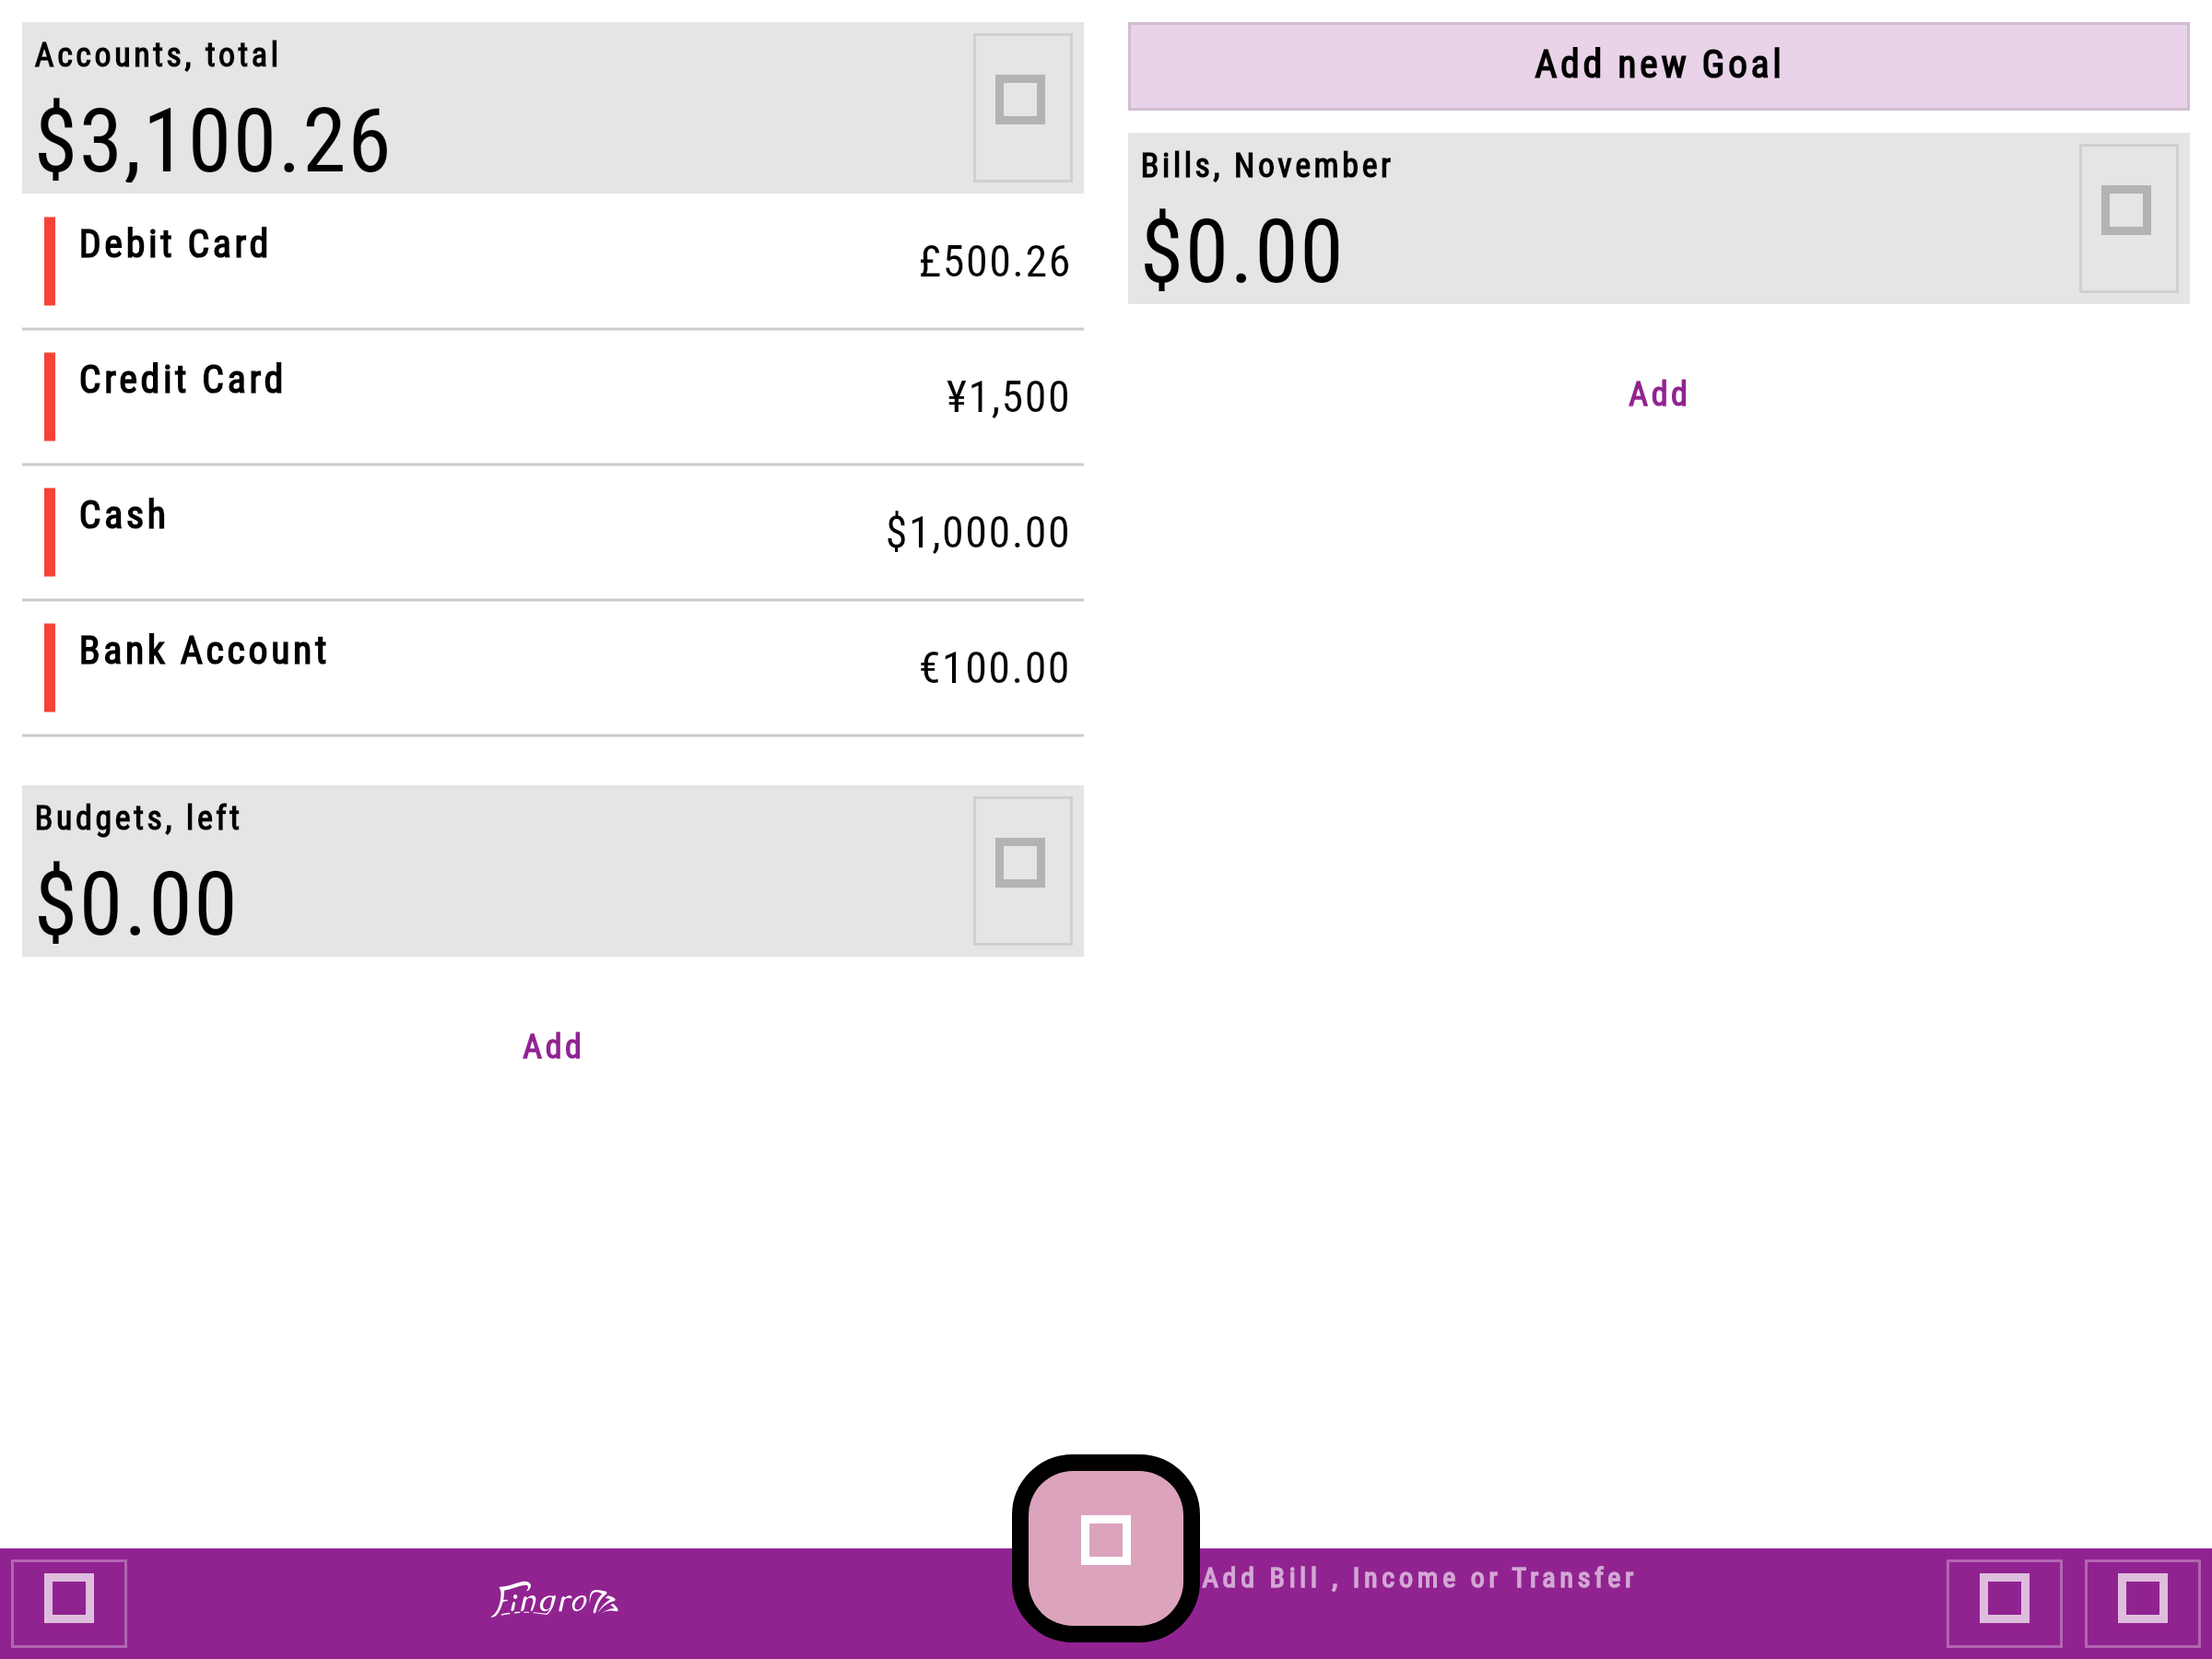 Accounts, total
$3,100.26
Debit Card
£500.26
Credit Card
¥1,500
Cash
$1,000.00
Bank Account
€100.00
Budgets, left
$0.00
Add
Add new Goal
Bills, November
$0.00
Add
Add Bill , Income or Transfer